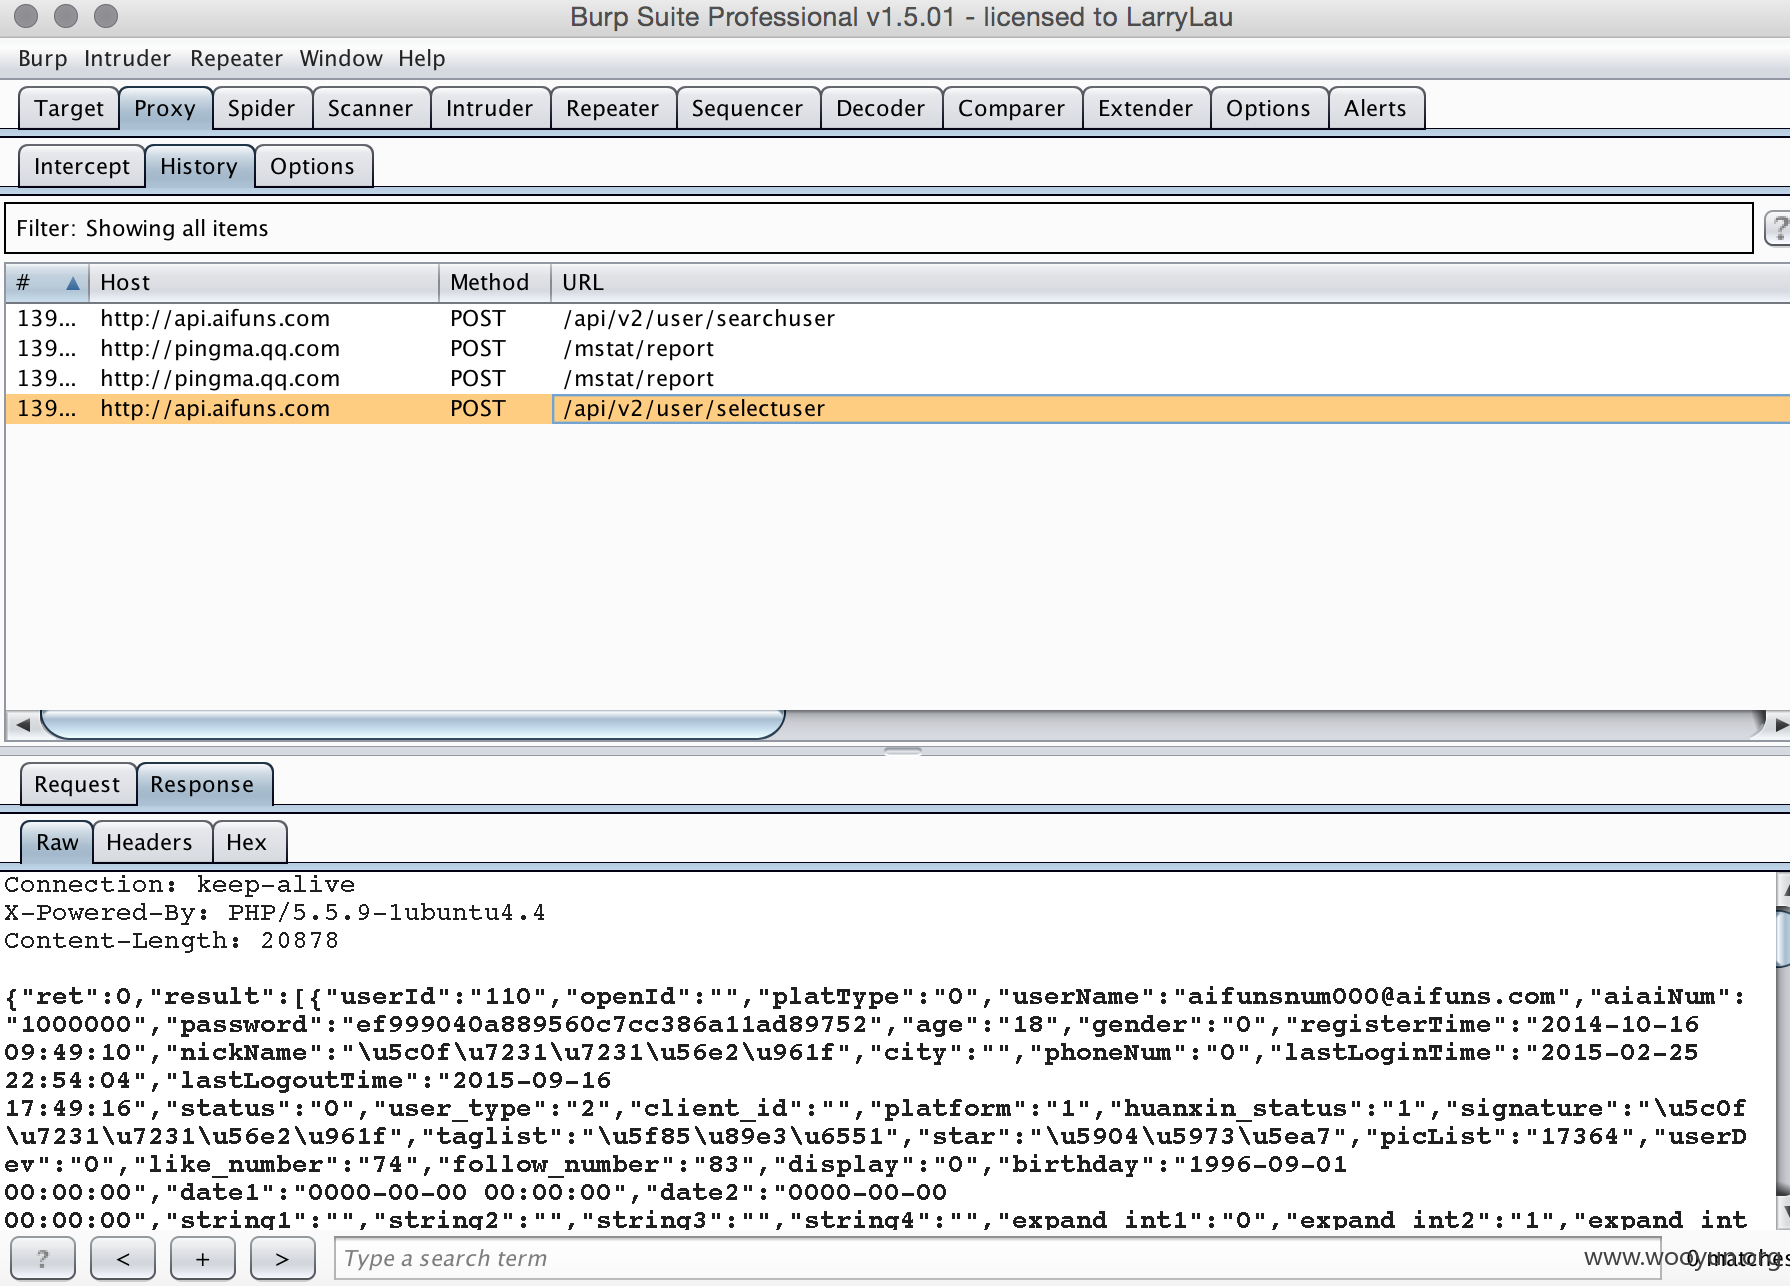 Burp Suite Professional v1.5.01 - licensed to LarryLau
Burp Intruder Repeater Window Help
Target Proxy Spider Scanner Intruder Repeater Sequencer Decoder Comparer Extender Options Alerts
Intercept History Options
Filter: Showing all items ?
# Host Method URL
139... http://api.aifuns.com POST /api/v2/user/searchuser
139... http://pingma.qq.com POST /mstat/report
139... http://pingma.qq.com POST /mstat/report
139... http://api.aifuns.com POST /api/v2/user/selectuser
Request Response
Raw Headers Hex
Connection: keep-alive
X-Powered-By: PHP/5.5.9-1ubuntu4.4
Content-Length: 20878
{"ret":0,"result":[{"userId":"110","openId":"","platType":"0","userName":"aifunsnum000@aifuns.com","aiaiNum":
"1000000","password":"ef999040a889560c7cc386a11ad89752","age":"18","gender":"0","registerTime":"2014-10-16
09:49:10","nickName":"\u5c0f\u7231\u7231\u56e2\u961f","city":"","phoneNum":"0","lastLoginTime":"2015-02-25
22:54:04","lastLogoutTime":"2015-09-16
17:49:16","status":"0","user_type":"2","client_id":"","platform":"1","huanxin_status":"1","signature":"\u5c0f
\u7231\u7231\u56e2\u961f","taglist":"\u5f85\u89e3\u6551","star":"\u5904\u5973\u5ea7","picList":"17364","userD
ev":"0","like_number":"74","follow_number":"83","display":"0","birthday":"1996-09-01
00:00:00","date1":"0000-00-00 00:00:00","date2":"0000-00-00
00:00:00","string1":"","string2":"","string3":"","string4":"","expand_int1":"0","expand_int2":"1","expand_int
? < + > Type a search term 0 matches
www.wooyun.org